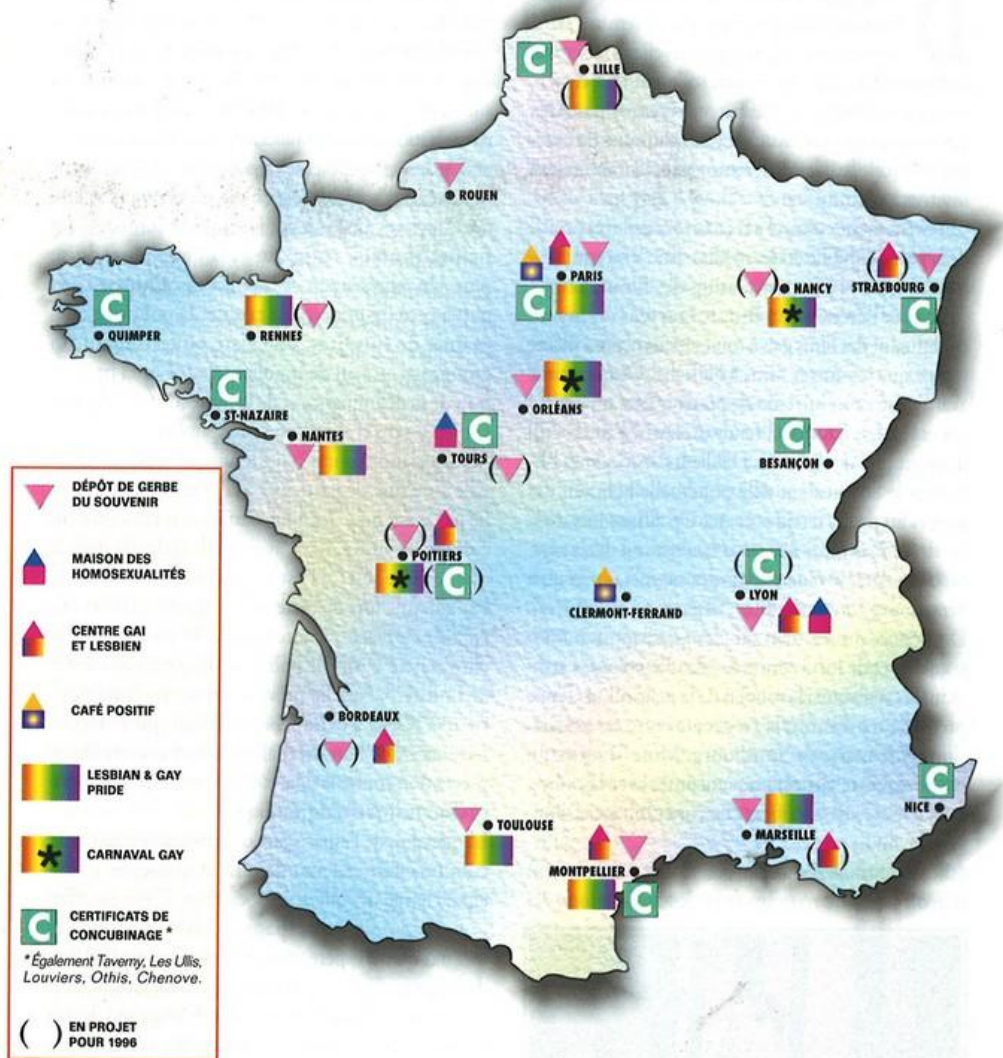 C
LILLE
( )
ROUEN
PARIS
C
( )
NANCY
*
( )
STRASBOURG
C
C
QUIMPER
( )
RENNES
*
ORLÉANS
C
ST-NAZAIRE
NANTES
C
TOURS
( )
C
BESANÇON
( )
POITIERS
*
(C)
CLERMONT-FERRAND
(C)
LYON
BORDEAUX
( )
TOULOUSE
MONTPELLIER
C
MARSEILLE
( )
C
NICE
DÉPÔT DE GERBE
DU SOUVENIR
MAISON DES
HOMOSEXUALITÉS
CENTRE GAI
ET LESBIEN
CAFÉ POSITIF
LESBIAN & GAY
PRIDE
*
CARNAVAL GAY
C
CERTIFICATS DE
CONCUBINAGE *
*Également Taverny, Les Ullis,
Louviers, Othis, Chenove.
( )
EN PROJET
POUR 1996